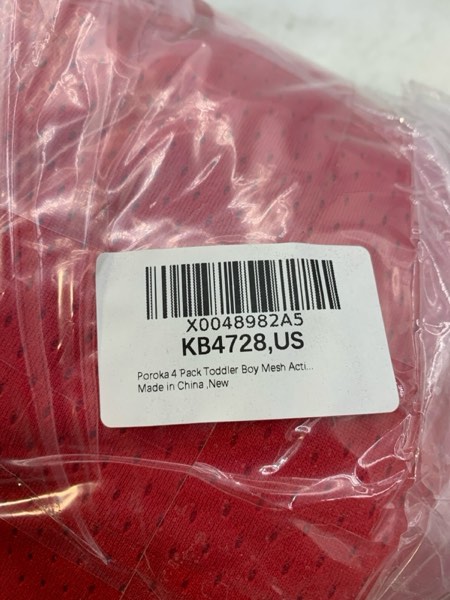 X0048982A5
KB4728,US
Poroka 4 Pack Toddler Boy Mesh Acti...
Made in China ,New